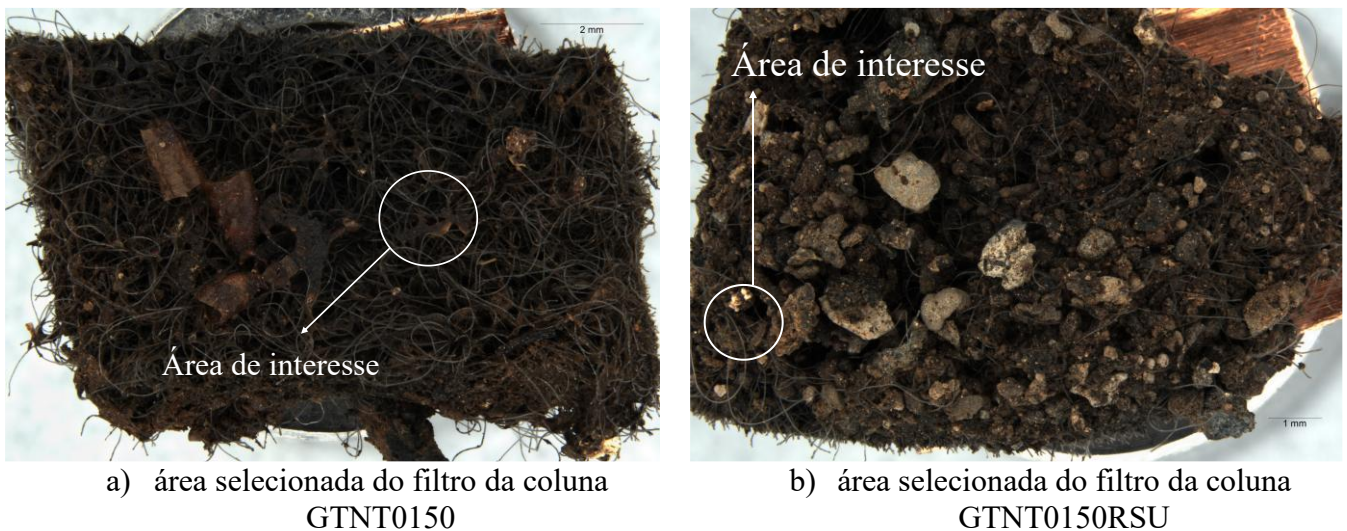 2 mm
Área de interesse
Área de interesse
1 mm
a) área selecionada do filtro da coluna
GTNT0150
b) área selecionada do filtro da coluna
GTNT0150RSU